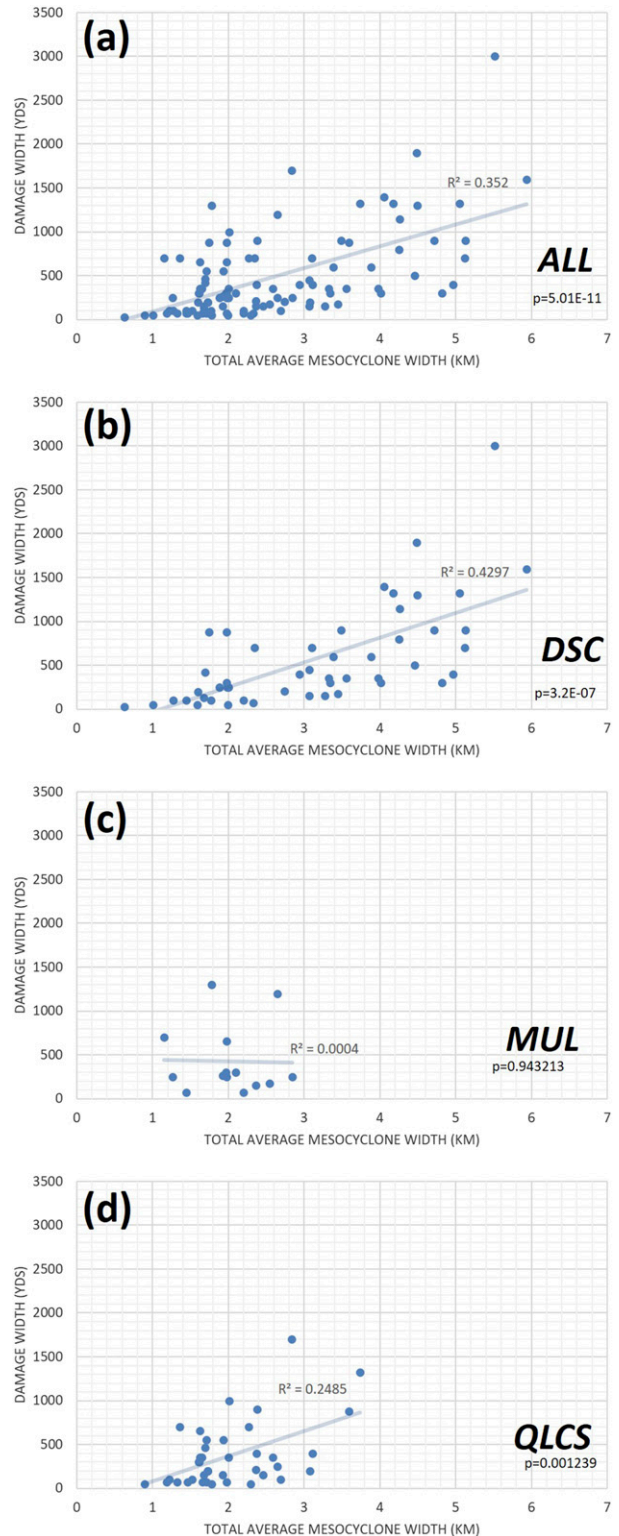 (a)
3500
3000
2500
2000
1500
1000
500
0
DAMAGE WIDTH (YDS)
R² = 0.352
ALL
p=5.01E-11
0 1 2 3 4 5 6 7
TOTAL AVERAGE MESOCYCLONE WIDTH (KM)
(b)
3500
3000
2500
2000
1500
1000
500
0
DAMAGE WIDTH (YDS)
R² = 0.4297
DSC
p=3.2E-07
0 1 2 3 4 5 6 7
TOTAL AVERAGE MESOCYCLONE WIDTH (KM)
(c)
3500
3000
2500
2000
1500
1000
500
0
DAMAGE WIDTH (YDS)
R² = 0.0004
MUL
p=0.943213
0 1 2 3 4 5 6 7
TOTAL AVERAGE MESOCYCLONE WIDTH (KM)
(d)
3500
3000
2500
2000
1500
1000
500
0
DAMAGE WIDTH (YDS)
R² = 0.2485
QLCS
p=0.001239
0 1 2 3 4 5 6 7
TOTAL AVERAGE MESOCYCLONE WIDTH (KM)